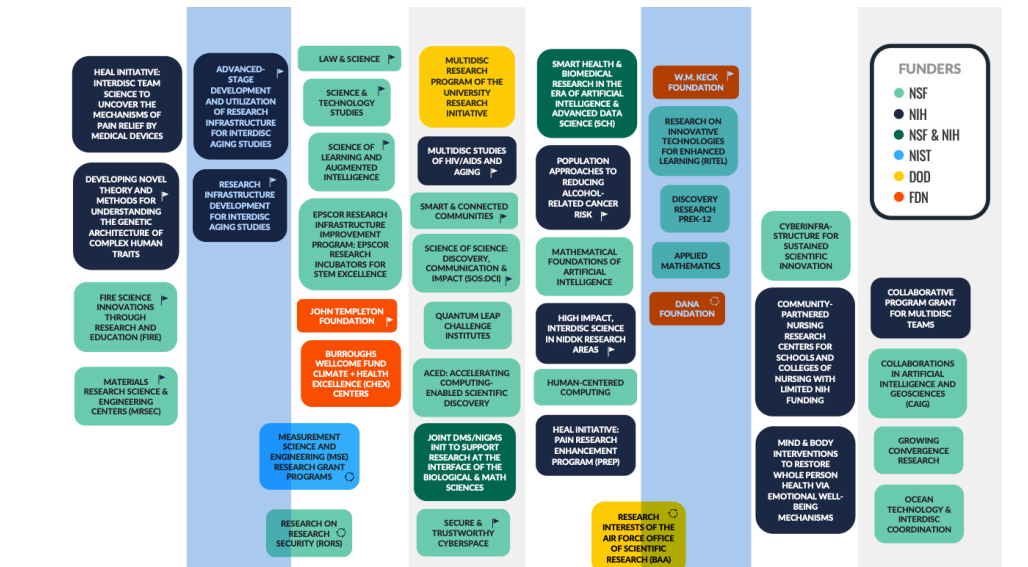 HEAL INITIATIVE:
INTERDISC TEAM
SCIENCE TO
UNCOVER THE
MECHANISMS OF
PAIN RELIEF BY
MEDICAL DEVICES
DEVELOPING NOVEL
THEORY AND
METHODS FOR
UNDERSTANDING
THE GENETIC
ARCHITECTURE OF
COMPLEX HUMAN
TRAITS
FIRE SCIENCE
INNOVATIONS
THROUGH
RESEARCH AND
EDUCATION (FIRE)
MATERIALS
RESEARCH SCIENCE &
ENGINEERING
CENTERS (MRSEC)
ADVANCED-
STAGE
DEVELOPMENT
AND UTILIZATION
OF RESEARCH
INFRASTRUCTURE
FOR INTERDISC
AGING STUDIES
RESEARCH
INFRASTRUCTURE
DEVELOPMENT
FOR INTERDISC
AGING STUDIES
LAW & SCIENCE
SCIENCE &
TECHNOLOGY
STUDIES
SCIENCE OF
LEARNING AND
AUGMENTED
INTELLIGENCE
EPSCOR RESEARCH
INFRASTRUCTURE
IMPROVEMENT
PROGRAM: EPSCOR
RESEARCH
INCUBATORS FOR
STEM EXCELLENCE
JOHN TEMPLETON
FOUNDATION
BURROUGHS
WELLCOME FUND
CLIMATE + HEALTH
EXCELLENCE (CHEX)
CENTERS
MEASUREMENT
SCIENCE AND
ENGINEERING (MSE)
RESEARCH GRANT
PROGRAMS
RESEARCH ON
RESEARCH
SECURITY (RORS)
MULTIDISC
RESEARCH
PROGRAM OF THE
UNIVERSITY
RESEARCH
INITIATIVE
MULTIDISC STUDIES
OF HIV/AIDS AND
AGING
SMART & CONNECTED
COMMUNITIES
SCIENCE OF SCIENCE:
DISCOVERY,
COMMUNICATION &
IMPACT (SOS:DCI)
QUANTUM LEAP
CHALLENGE
INSTITUTES
ACED: ACCELERATING
COMPUTING-
ENABLED SCIENTIFIC
DISCOVERY
JOINT DMS/NIGMS
INIT TO SUPPORT
RESEARCH AT THE
INTERFACE OF THE
BIOLOGICAL & MATH
SCIENCES
SECURE &
TRUSTWORTHY
CYBERSPACE
SMART HEALTH &
BIOMEDICAL
RESEARCH IN THE
ERA OF ARTIFICIAL
INTELLIGENCE &
ADVANCED DATA
SCIENCE (SCH)
POPULATION
APPROACHES TO
REDUCING
ALCOHOL-
RELATED CANCER
RISK
MATHEMATICAL
FOUNDATIONS OF
ARTIFICIAL
INTELLIGENCE
HIGH IMPACT,
INTERDISC SCIENCE
IN NIDDK RESEARCH
AREAS
HUMAN-CENTERED
COMPUTING
HEAL INITIATIVE:
PAIN RESEARCH
ENHANCEMENT
PROGRAM (PREP)
RESEARCH
INTERESTS OF THE
AIR FORCE OFFICE
OF SCIENTIFIC
RESEARCH (BAA)
W.M. KECK
FOUNDATION
RESEARCH ON
INNOVATIVE
TECHNOLOGIES
FOR ENHANCED
LEARNING (RITEL)
DISCOVERY
RESEARCH
PREK-12
APPLIED
MATHEMATICS
DANA
FOUNDATION
CYBERINFRA-
STRUCTURE FOR
SUSTAINED
SCIENTIFIC
INNOVATION
COMMUNITY-
PARTNERED
NURSING
RESEARCH
CENTERS FOR
SCHOOLS AND
COLLEGES OF
NURSING WITH
LIMITED NIH
FUNDING
MIND & BODY
INTERVENTIONS
TO RESTORE
WHOLE PERSON
HEALTH VIA
EMOTIONAL WELL-
BEING
MECHANISMS
FUNDERS
NSF
NIH
NSF & NIH
NIST
DOD
FDN
COLLABORATIVE
PROGRAM GRANT
FOR MULTIDISC
TEAMS
COLLABORATIONS
IN ARTIFICIAL
INTELLIGENCE AND
GEOSCIENCES
(CAIG)
GROWING
CONVERGENCE
RESEARCH
OCEAN
TECHNOLOGY &
INTERDISC
COORDINATION